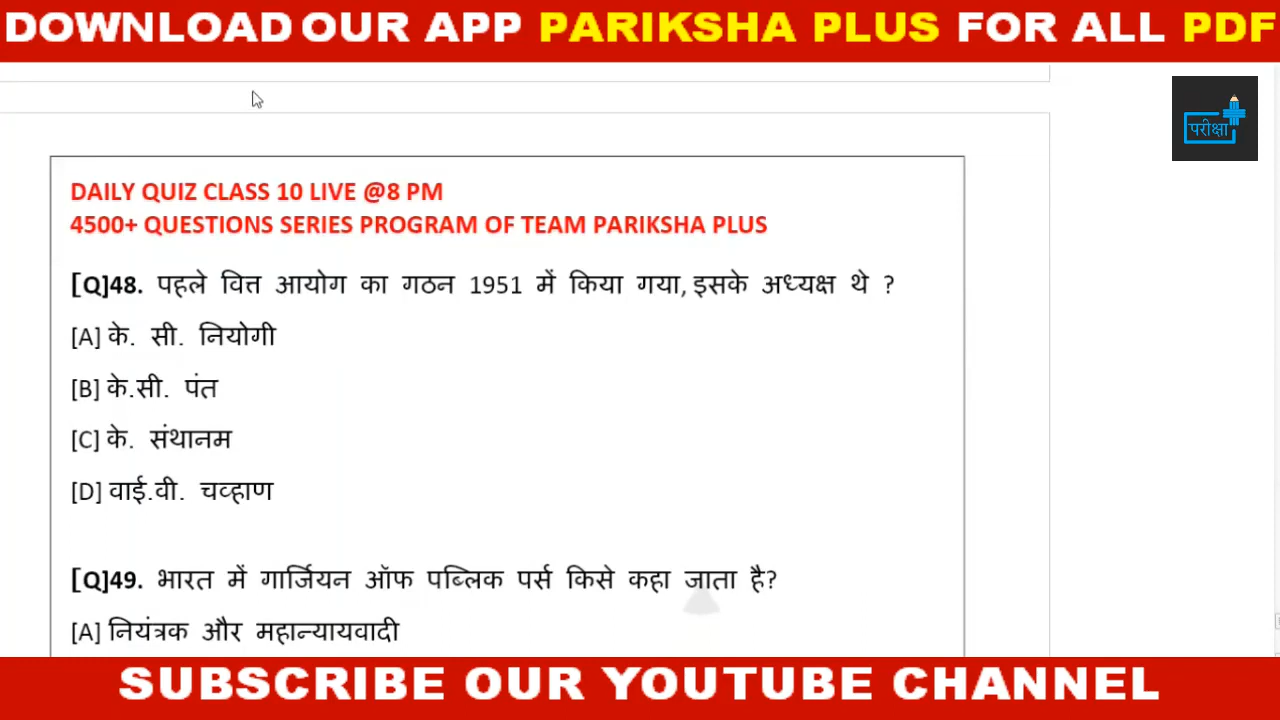 DOWNLOAD OUR APP PARIKSHA PLUS FOR ALL PDF
परीक्षा
DAILY QUIZ CLASS 10 LIVE @8 PM
4500+ QUESTIONS SERIES PROGRAM OF TEAM PARIKSHA PLUS
[Q]48. पहले वित्त आयोग का गठन 1951 में किया गया, इसके अध्यक्ष थे ?
[A] के. सी. नियोगी
[B] के.सी. पंत
[C] के. संथानम
[D] वाई.वी. चव्हाण
[Q]49. भारत में गार्जियन ऑफ पब्लिक पर्स किसे कहा जाता है?
[A] नियंत्रक और महान्यायवादी
SUBSCRIBE OUR YOUTUBE CHANNEL